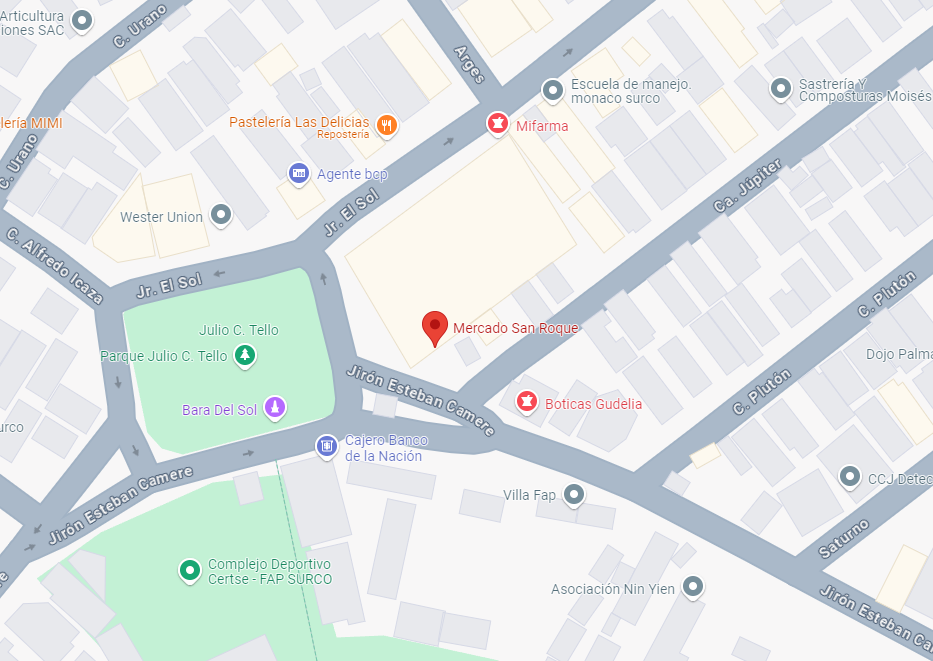 Articultura
iones SAC
C. Urano
Arges
Escuela de manejo.
monaco surco
Sastrería Y
Composturas Moisés
lería MIMI
Pastelería Las Delicias
Repostería
Mifarma
C. Urano
Agente bcp
Ca. Júpiter
Wester Union
Jr. El Sol
C. Alfredo Icaza
Jr. El Sol
C. Plutón
Julio C. Tello
Mercado San Roque
Parque Julio C. Tello
Dojo Palma
Jirón Esteban Camere
C. Plutón
Bara Del Sol
Boticas Gudelia
urco
Cajero Banco
de la Nación
CCJ Detec
Jirón Esteban Camere
Villa Fap
Saturno
Complejo Deportivo
Certse - FAP SURCO
Asociación Nin Yien
Jirón Esteban Ca